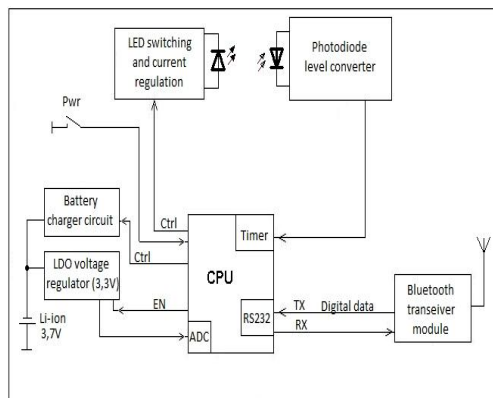 LED switching
and current
regulation
Photodiode
level converter
Pwr
Battery
charger circuit
Ctrl
Ctrl
Timer
CPU
LDO voltage
regulator (3,3V)
EN
Li-ion
3,7V
ADC
RS232
TX
Digital data
RX
Bluetooth
transeiver
module